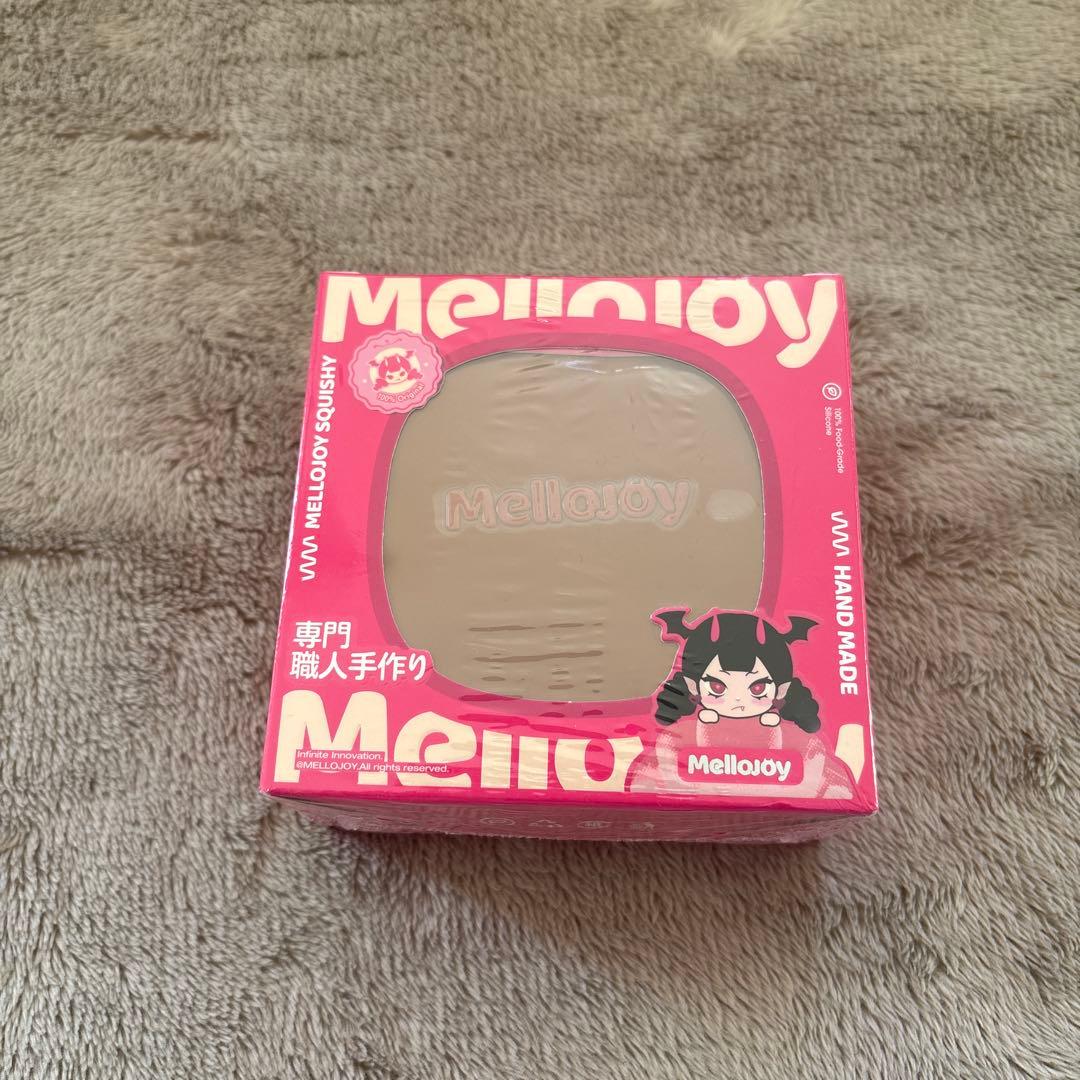 MelloJoy
100% Original
MELLOJOY SQUISHY
100% Food-Grade
Silicone
MelloJoy
HAND MADE
専門
職人手作り
Infinite Innovation.
@MELLOJOY,All rights reserved.
MelloJoy